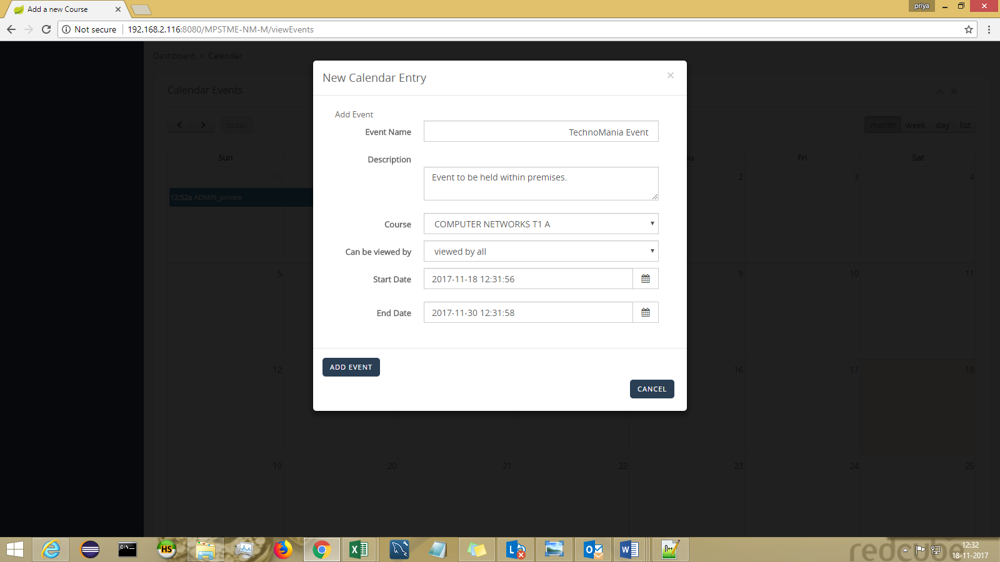 Add a new Course
priya
Not secure
192.168.2.116:8080/MPSTME-NM-M/viewEvents
Dashboard > Calendar
New Calendar Entry
×
Calendar Events
Add Event
Event Name
TechnoMania Event
today
month week day list
Description
Event to be held within premises.
Sun
Fri
Sat
2
3
4
12:52a ADMIN_private
Course
COMPUTER NETWORKS T1 A
Can be viewed by
viewed by all
5
9
10
11
Start Date
2017-11-18 12:31:56
End Date
2017-11-30 12:31:58
ADD EVENT
CANCEL
12
16
17
18
19
20
21
22
23
24
25
HS
redcube
12:32
18-11-2017